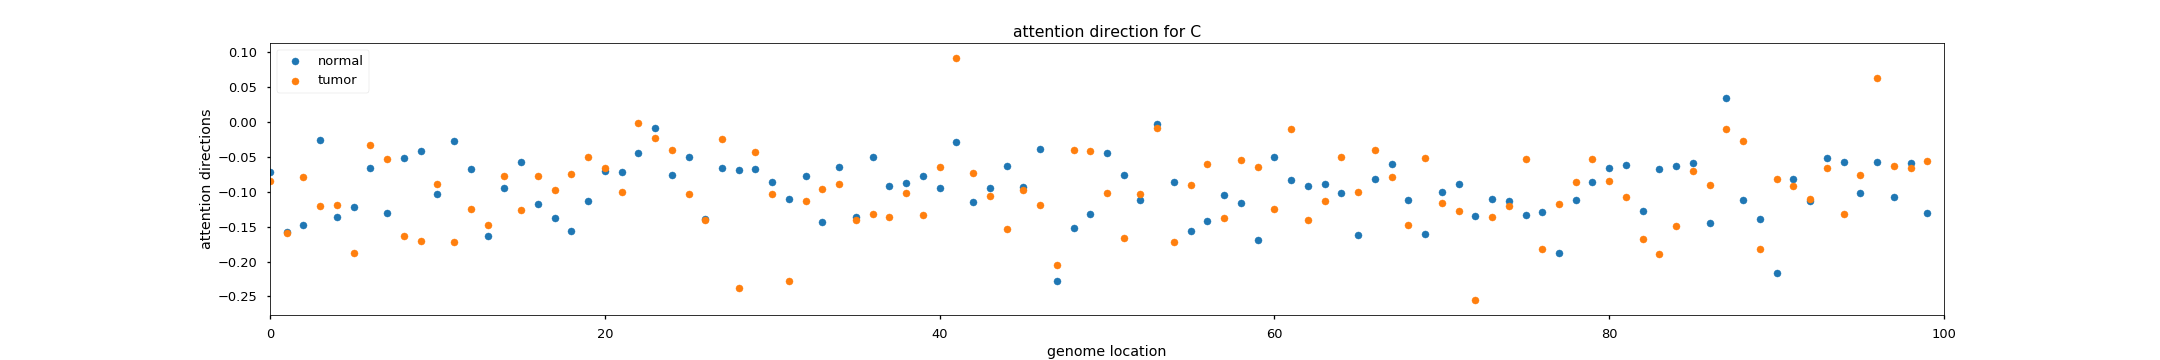 attention direction for C
0.10
0.05
0.00
−0.05
−0.10
−0.15
−0.20
−0.25
attention directions
normal
tumor
0 20 40 60 80 100
genome location